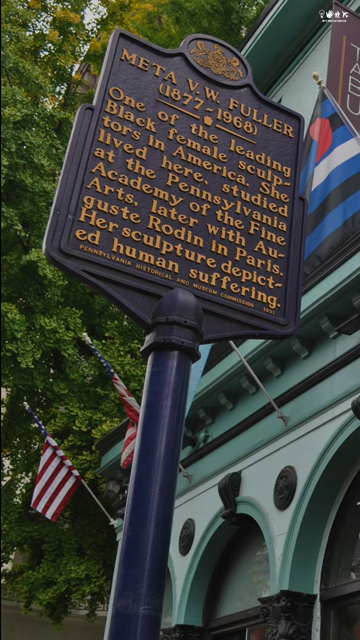 META V. W. FULLER
(1877-1968)
One of the leading
Black female sculp-
tors in America. She
lived here, studied
at the Pennsylvania
Academy of the Fine
Arts, later with Au-
guste Rodin in Paris.
Her sculpture depict-
ed human suffering.
PENNSYLVANIA HISTORICAL AND MUSEUM COMMISSION